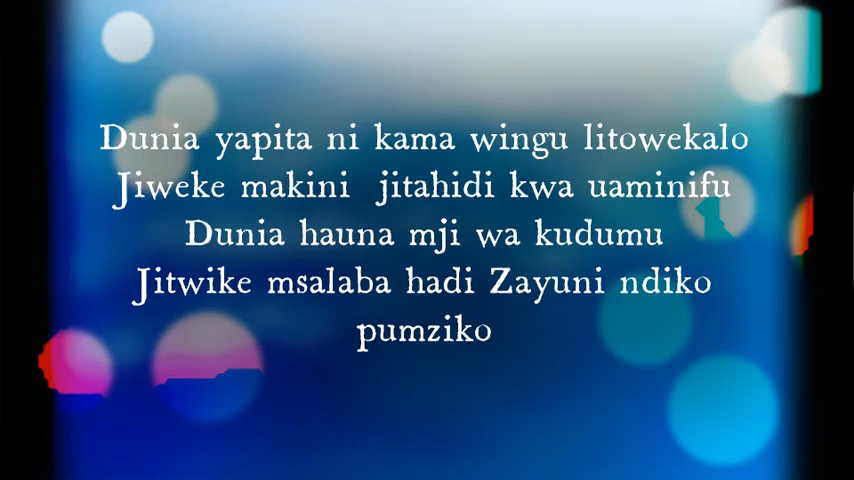 Dunia yapita ni kama wingu litowekalo
Jiweke makini jitahidi kwa uaminifu
Dunia hauna mji wa kudumu
Jitwike msalaba hadi Zayuni ndiko
pumziko